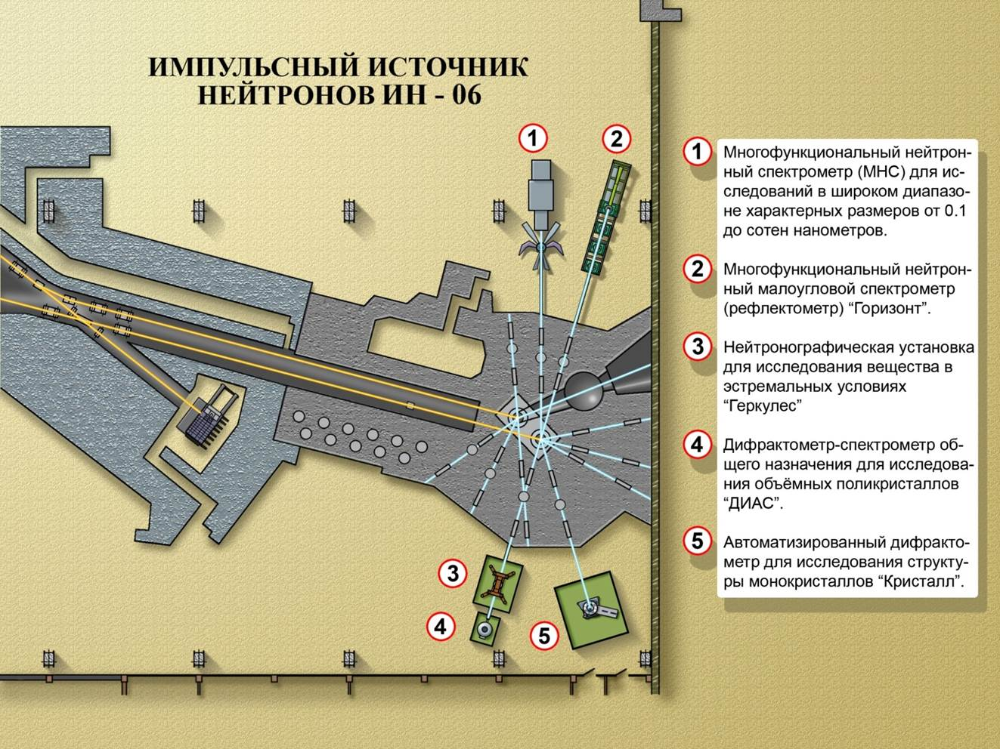 ИМПУЛЬСНЫЙ ИСТОЧНИК
НЕЙТРОНОВ ИН - 06
1
2
3
4
5
1
Многофункциональный нейтрон-
ный спектрометр (МНС) для ис-
следований в широком диапазо-
не характерных размеров от 0.1
до сотен нанометров.
2
Многофункциональный нейтрон-
ный малоугловой спектрометр
(рефлектометр) “Горизонт”.
3
Нейтронографическая установка
для исследования вещества в
эстремальных условиях
“Геркулес”
4
Дифрактометр-спектрометр об-
щего назначения для исследова-
ния объёмных поликристаллов
“ДИАС”.
5
Автоматизированный дифракто-
метр для исследования структу-
ры монокристаллов “Кристалл”.